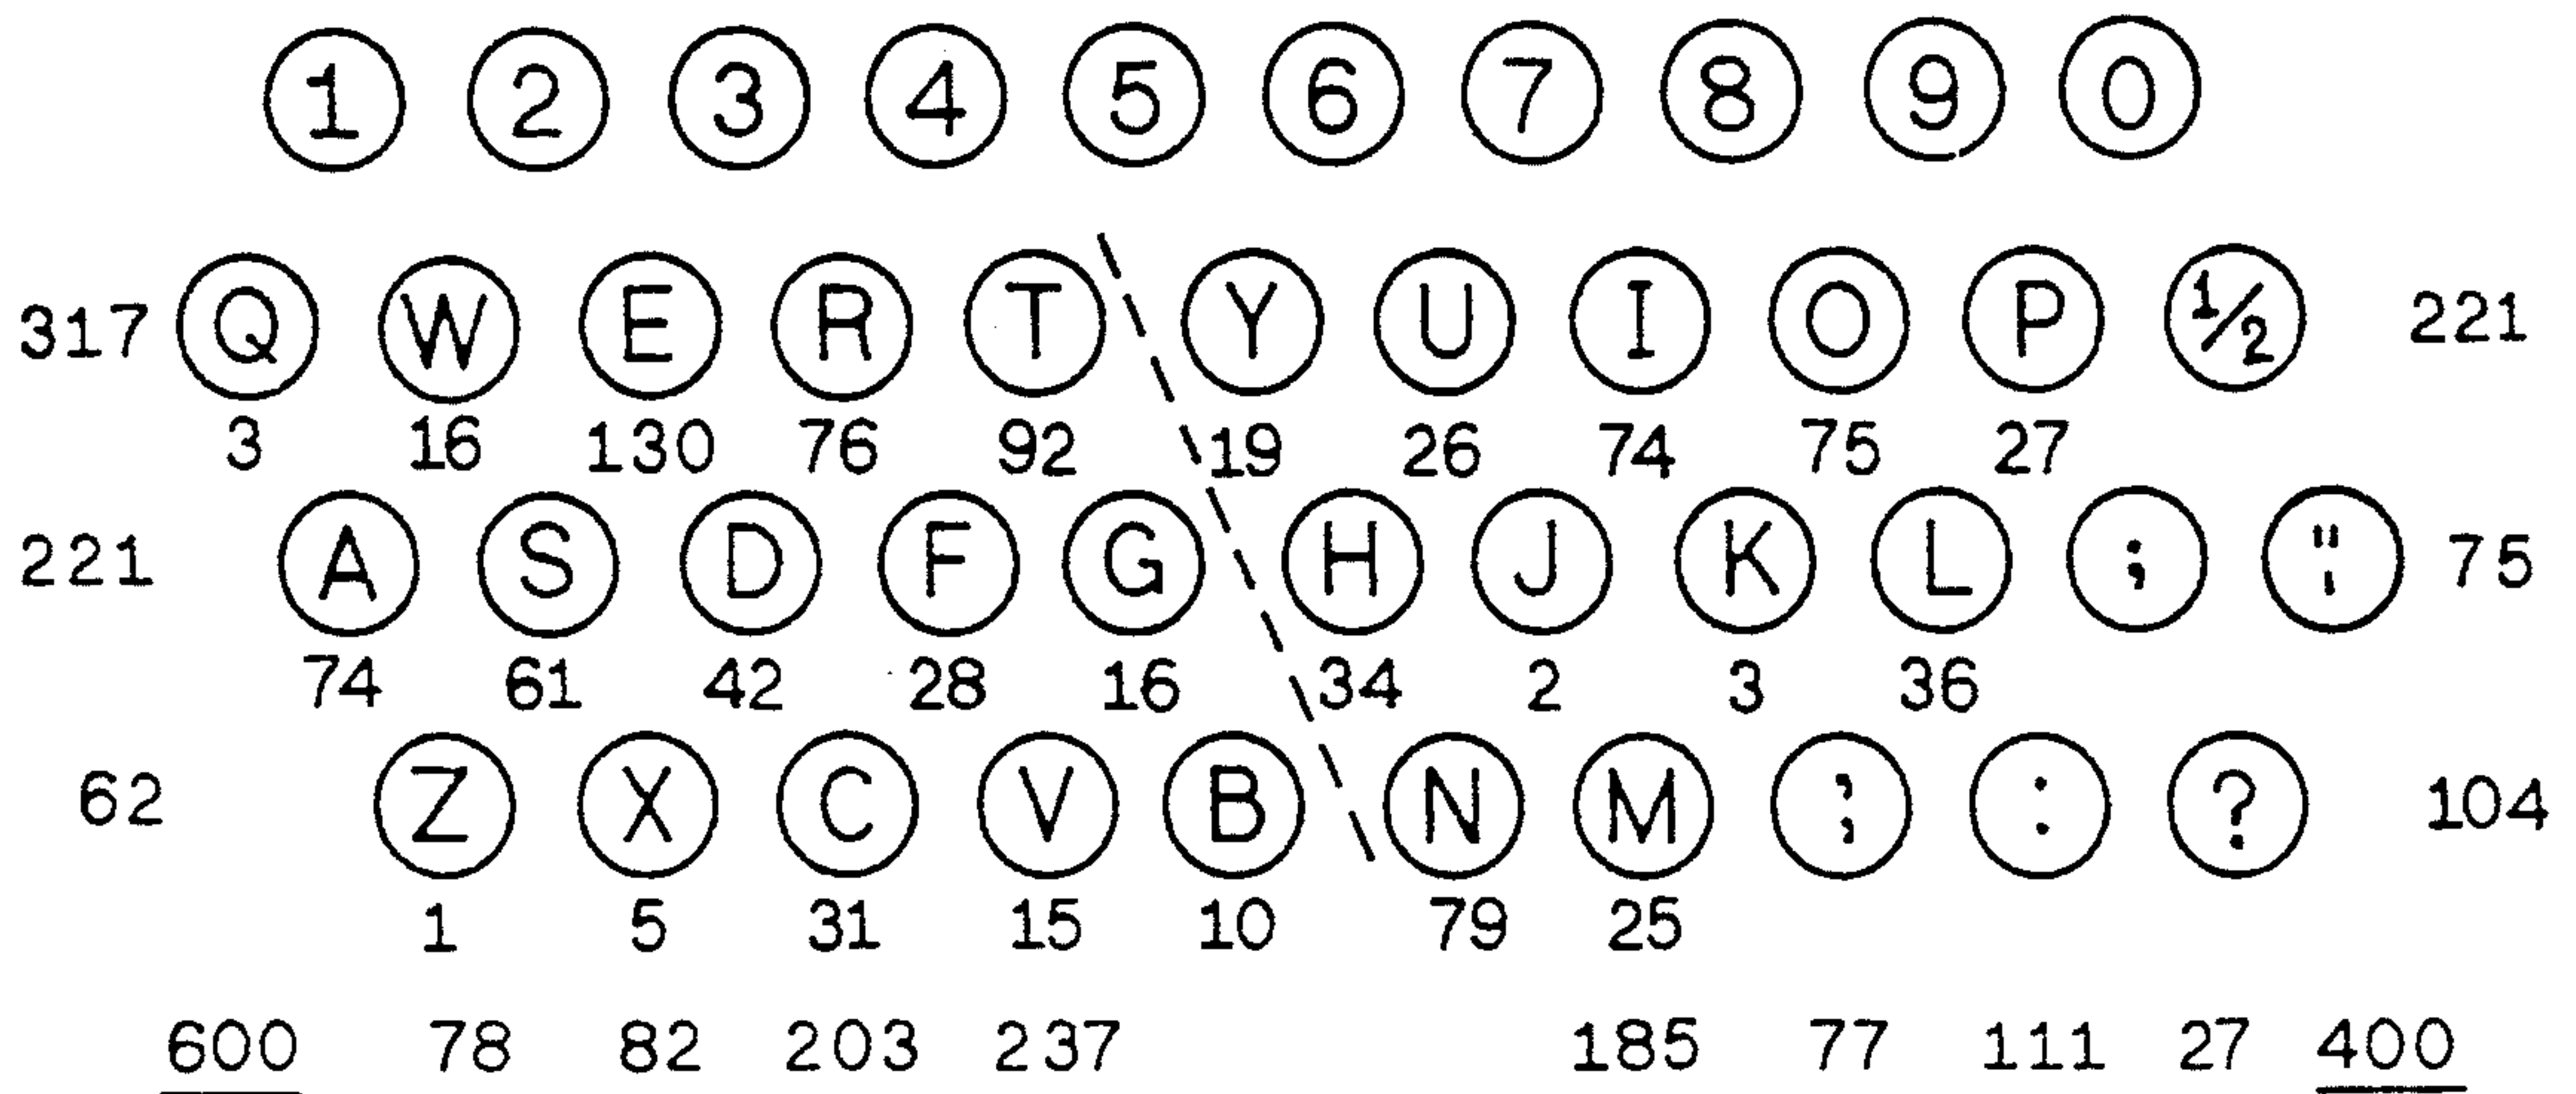 1 2 3 4 5 6 7 8 9 0
317 Q W E R T Y U I O P 1/2 221
3 16 130 76 92 19 26 74 75 27
221 A S D F G H J K L ; " ' 75
74 61 42 28 16 34 2 3 36
62 Z X C V B N M , ; : ? 104
1 5 31 15 10 79 25
600 78 82 203 237 185 77 111 27 400